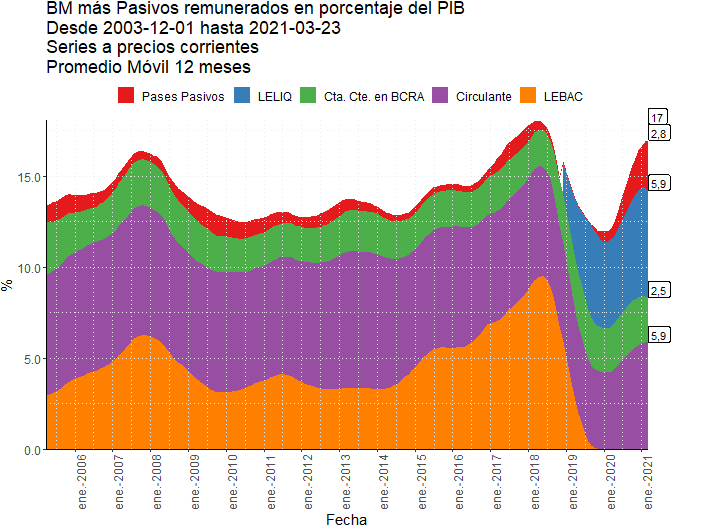 BM más Pasivos remunerados en porcentaje del PIB
Desde 2003-12-01 hasta 2021-03-23
Series a precios corrientes
Promedio Móvil 12 meses
Pases Pasivos LELIQ Cta. Cte. en BCRA Circulante LEBAC
17
2,8
15.0
5,9
10.0
2,5
5,9
5.0
0.0
%
ene.-2006 ene.-2007 ene.-2008 ene.-2009 ene.-2010 ene.-2011 ene.-2012 ene.-2013 ene.-2014 ene.-2015 ene.-2016 ene.-2017 ene.-2018 ene.-2019 ene.-2020 ene.-2021
Fecha